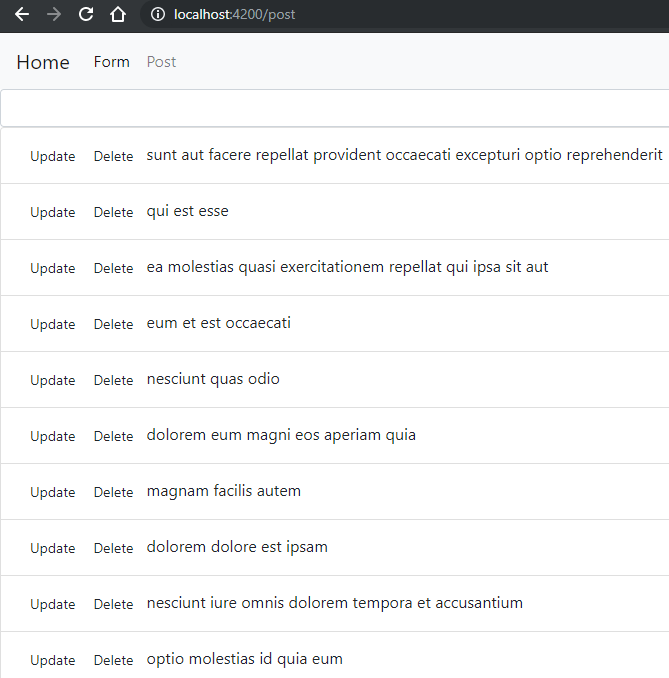 localhost:4200/post
Home Form Post
Update Delete sunt aut facere repellat provident occaecati excepturi optio reprehenderit
Update Delete qui est esse
Update Delete ea molestias quasi exercitationem repellat qui ipsa sit aut
Update Delete eum et est occaecati
Update Delete nesciunt quas odio
Update Delete dolorem eum magni eos aperiam quia
Update Delete magnam facilis autem
Update Delete dolorem dolore est ipsam
Update Delete nesciunt iure omnis dolorem tempora et accusantium
Update Delete optio molestias id quia eum